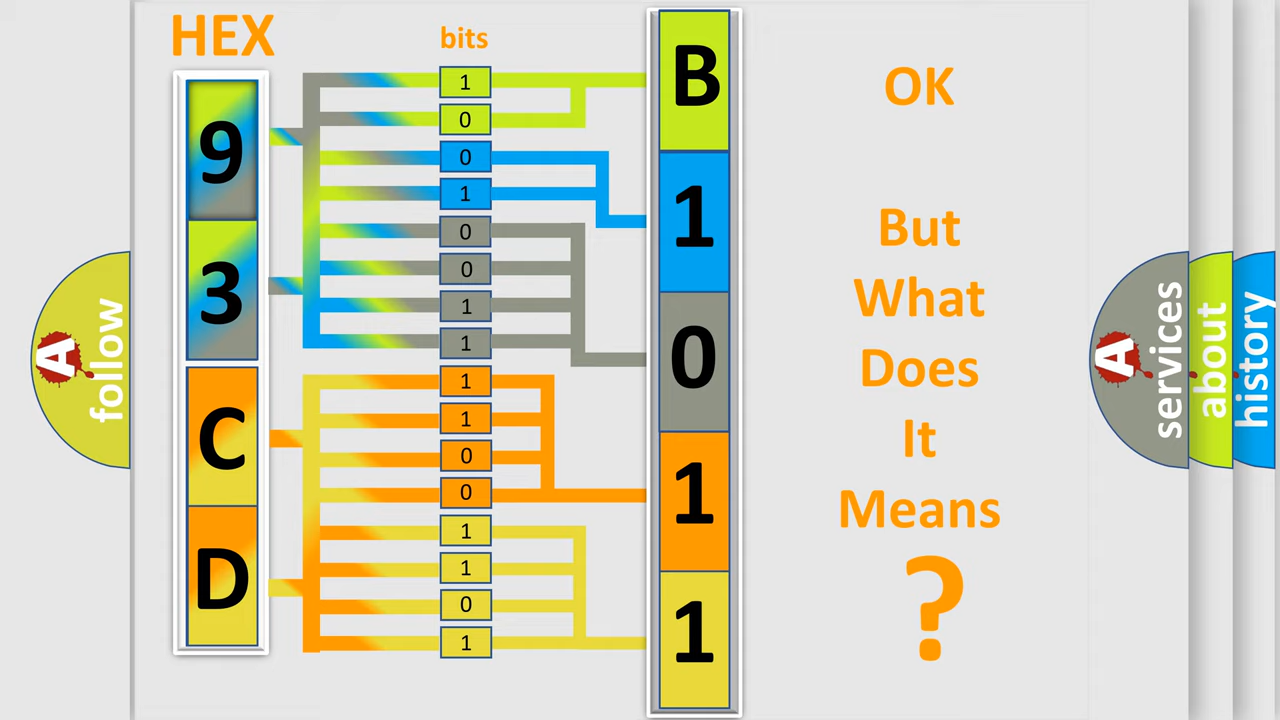 HEX
bits
9
3
C
D
1
0
0
1
0
0
1
1
1
1
0
0
1
1
0
1
B
1
0
1
1
OK
But
What
Does
It
Means
?
A
follow
A
services
about
history